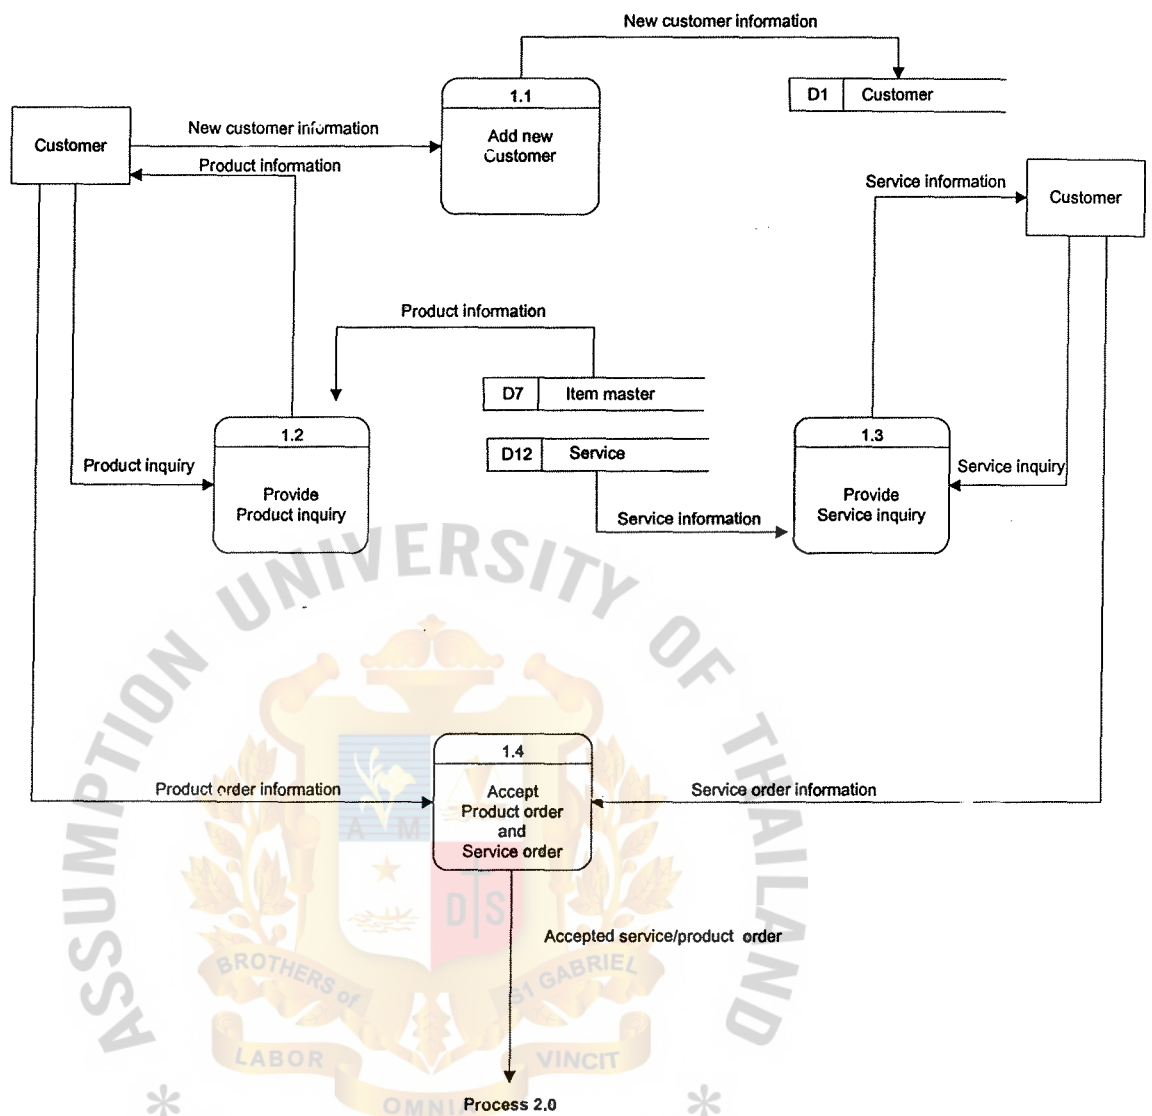 New customer information
1.1
D1 Customer
Add new
Customer
Customer
New customer information
Product information
Service information
Customer
Product information
D7 Item master
1.2
1.3
D12 Service
Product inquiry
Service inquiry
Provide
Product inquiry
Provide
Service inquiry
Service information
ASSUMPTION UNIVERSITY OF THAILAND
1.4
Product order information
Accept
Product order
and
Service order
Service order information
A M
D S
Accepted service/product order
BROTHERS of
S1 GABRIEL
LABOR
VINCIT
OMNIA
Process 2.0